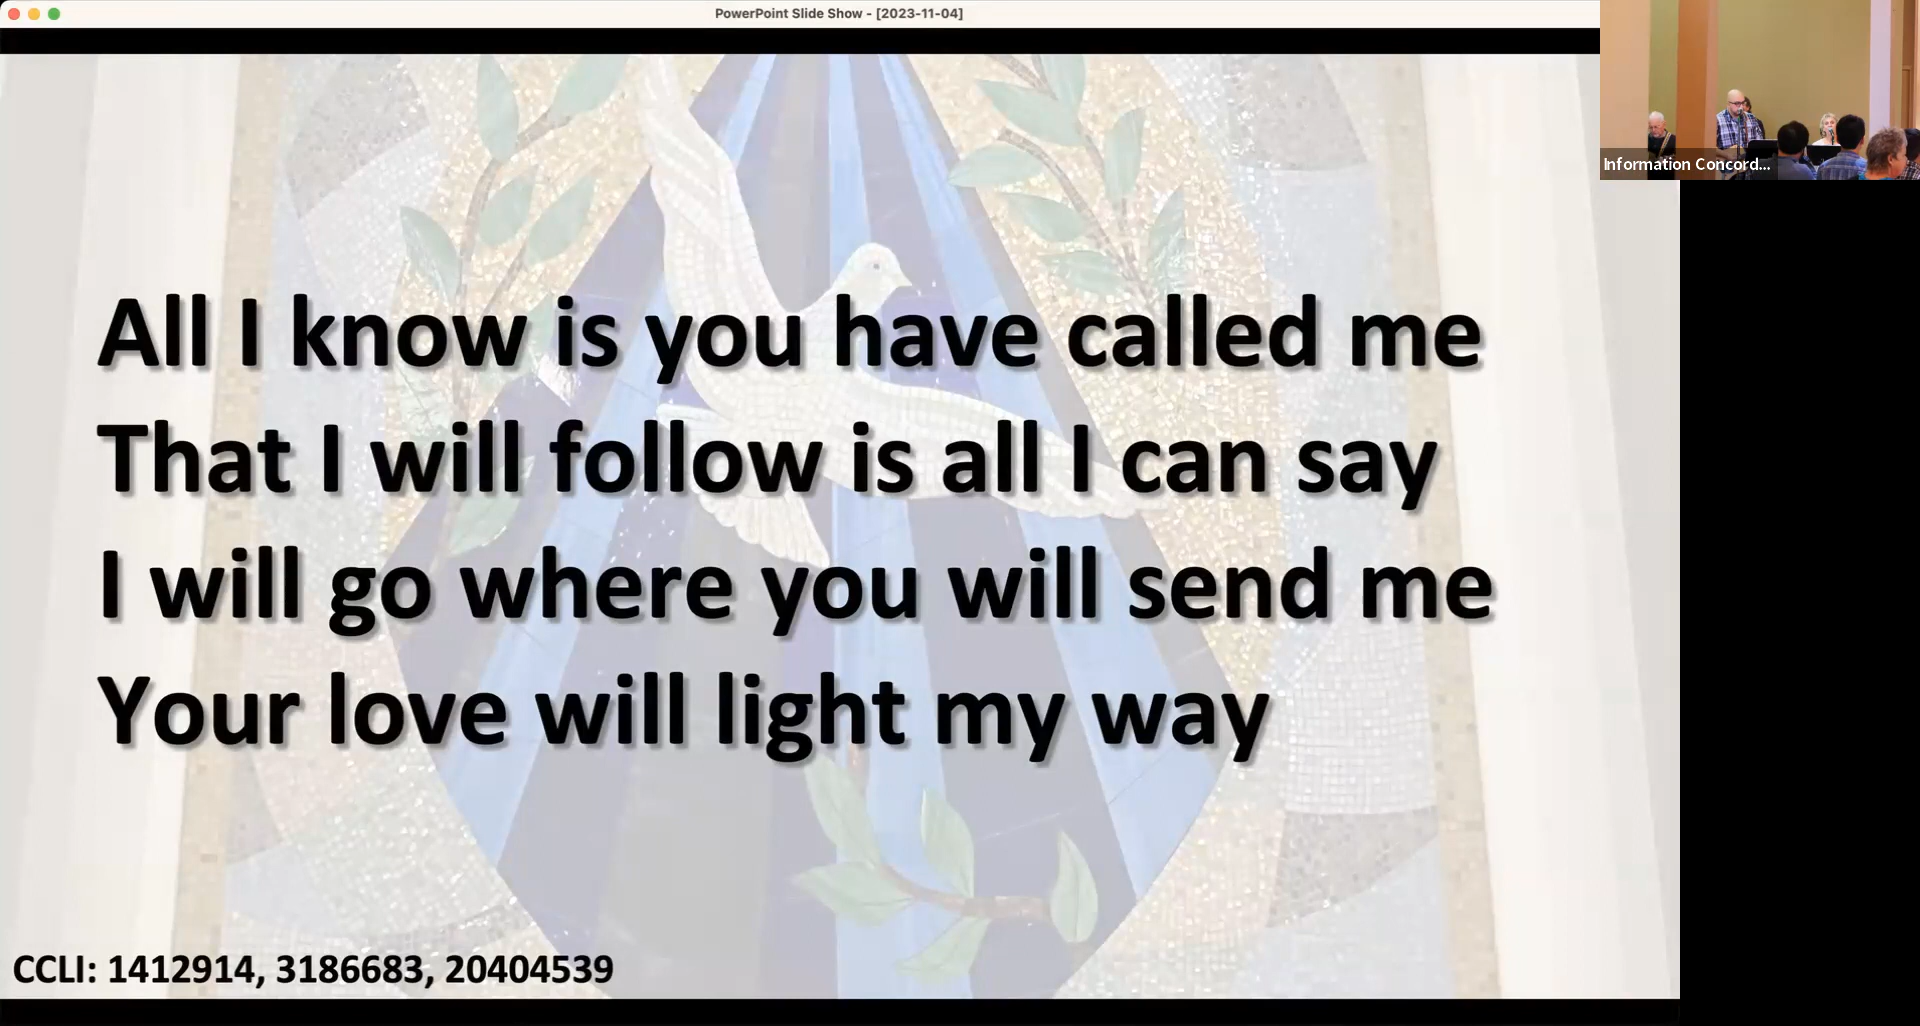 PowerPoint Slide Show - [2023-11-04]
Information Concord...
All I know is you have called me
That I will follow is all I can say
I will go where you will send me
Your love will light my way
CCLI: 1412914, 3186683, 20404539